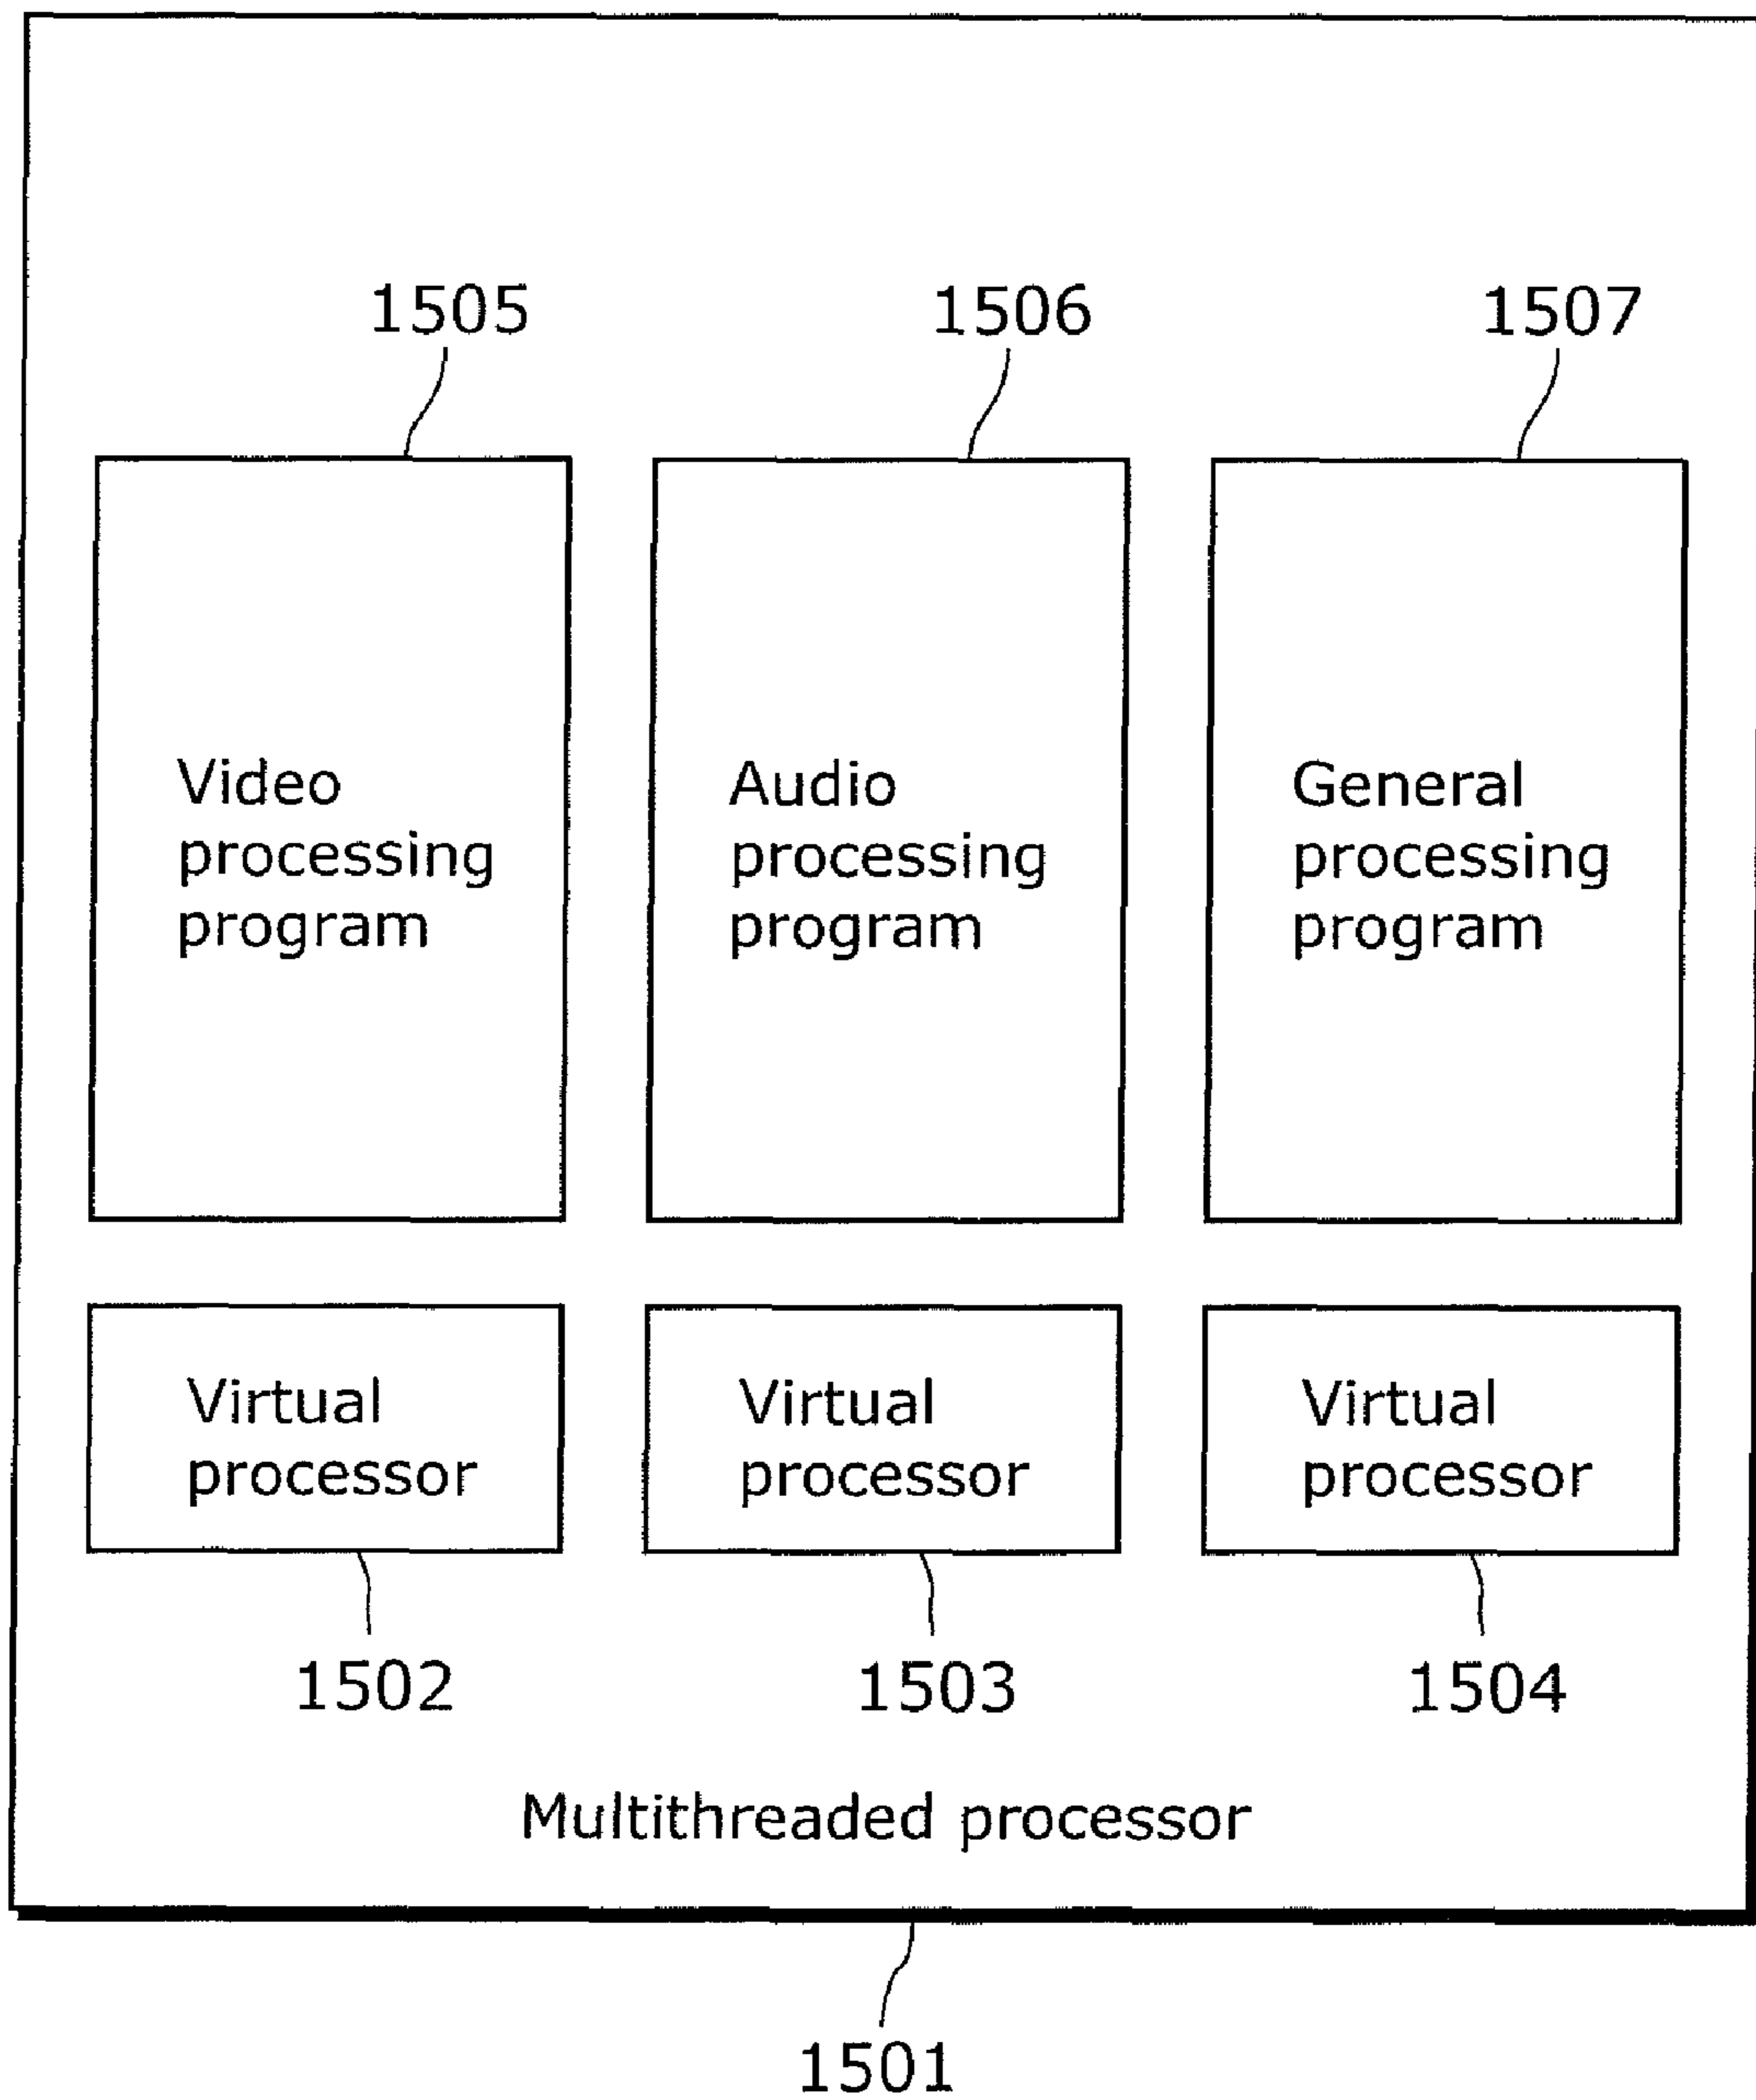 1505
1506
1507
Video
processing
program
Audio
processing
program
General
processing
program
Virtual
processor
Virtual
processor
Virtual
processor
1502
1503
1504
Multithreaded processor
1501